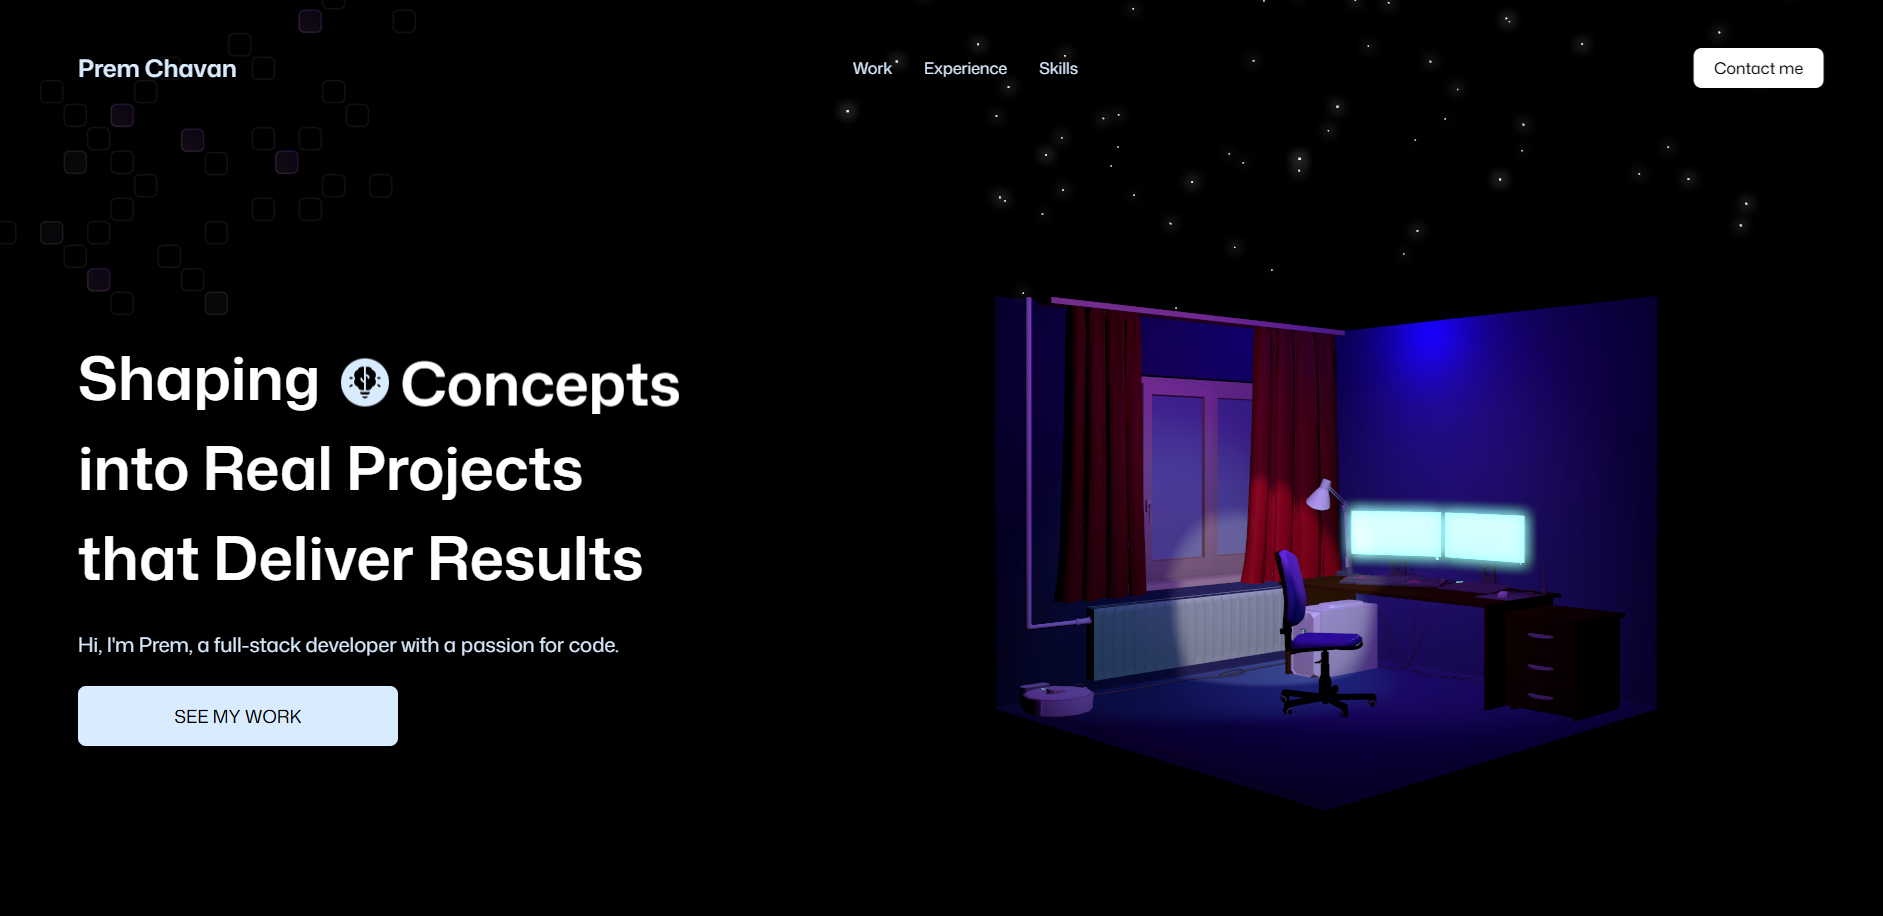 Prem Chavan
Work Experience Skills
Contact me
Shaping Concepts
into Real Projects
that Deliver Results
Hi, I'm Prem, a full-stack developer with a passion for code.
SEE MY WORK